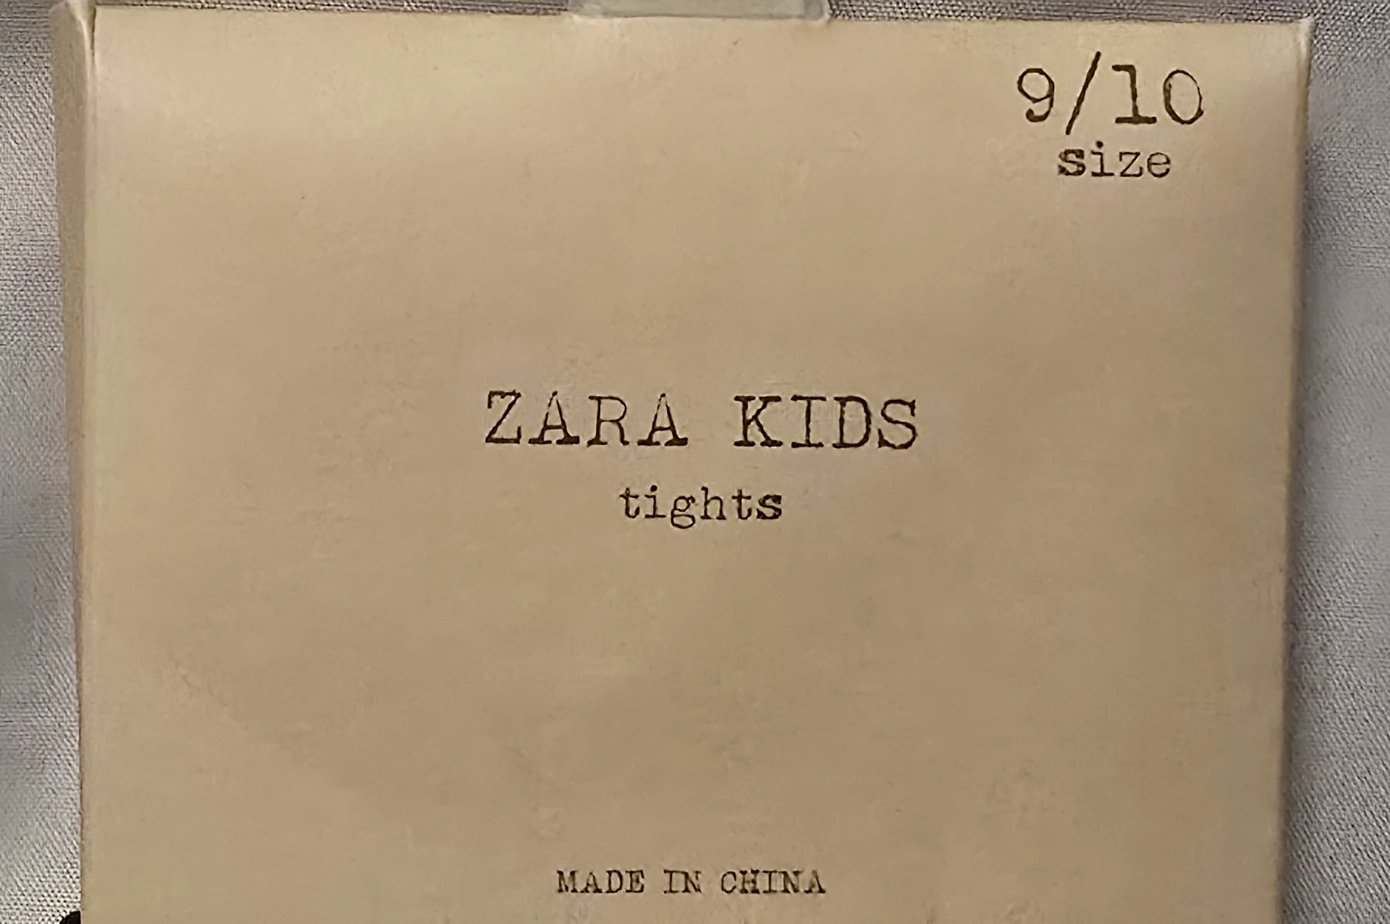 9/10
size
ZARA KIDS
tights
MADE IN CHINA